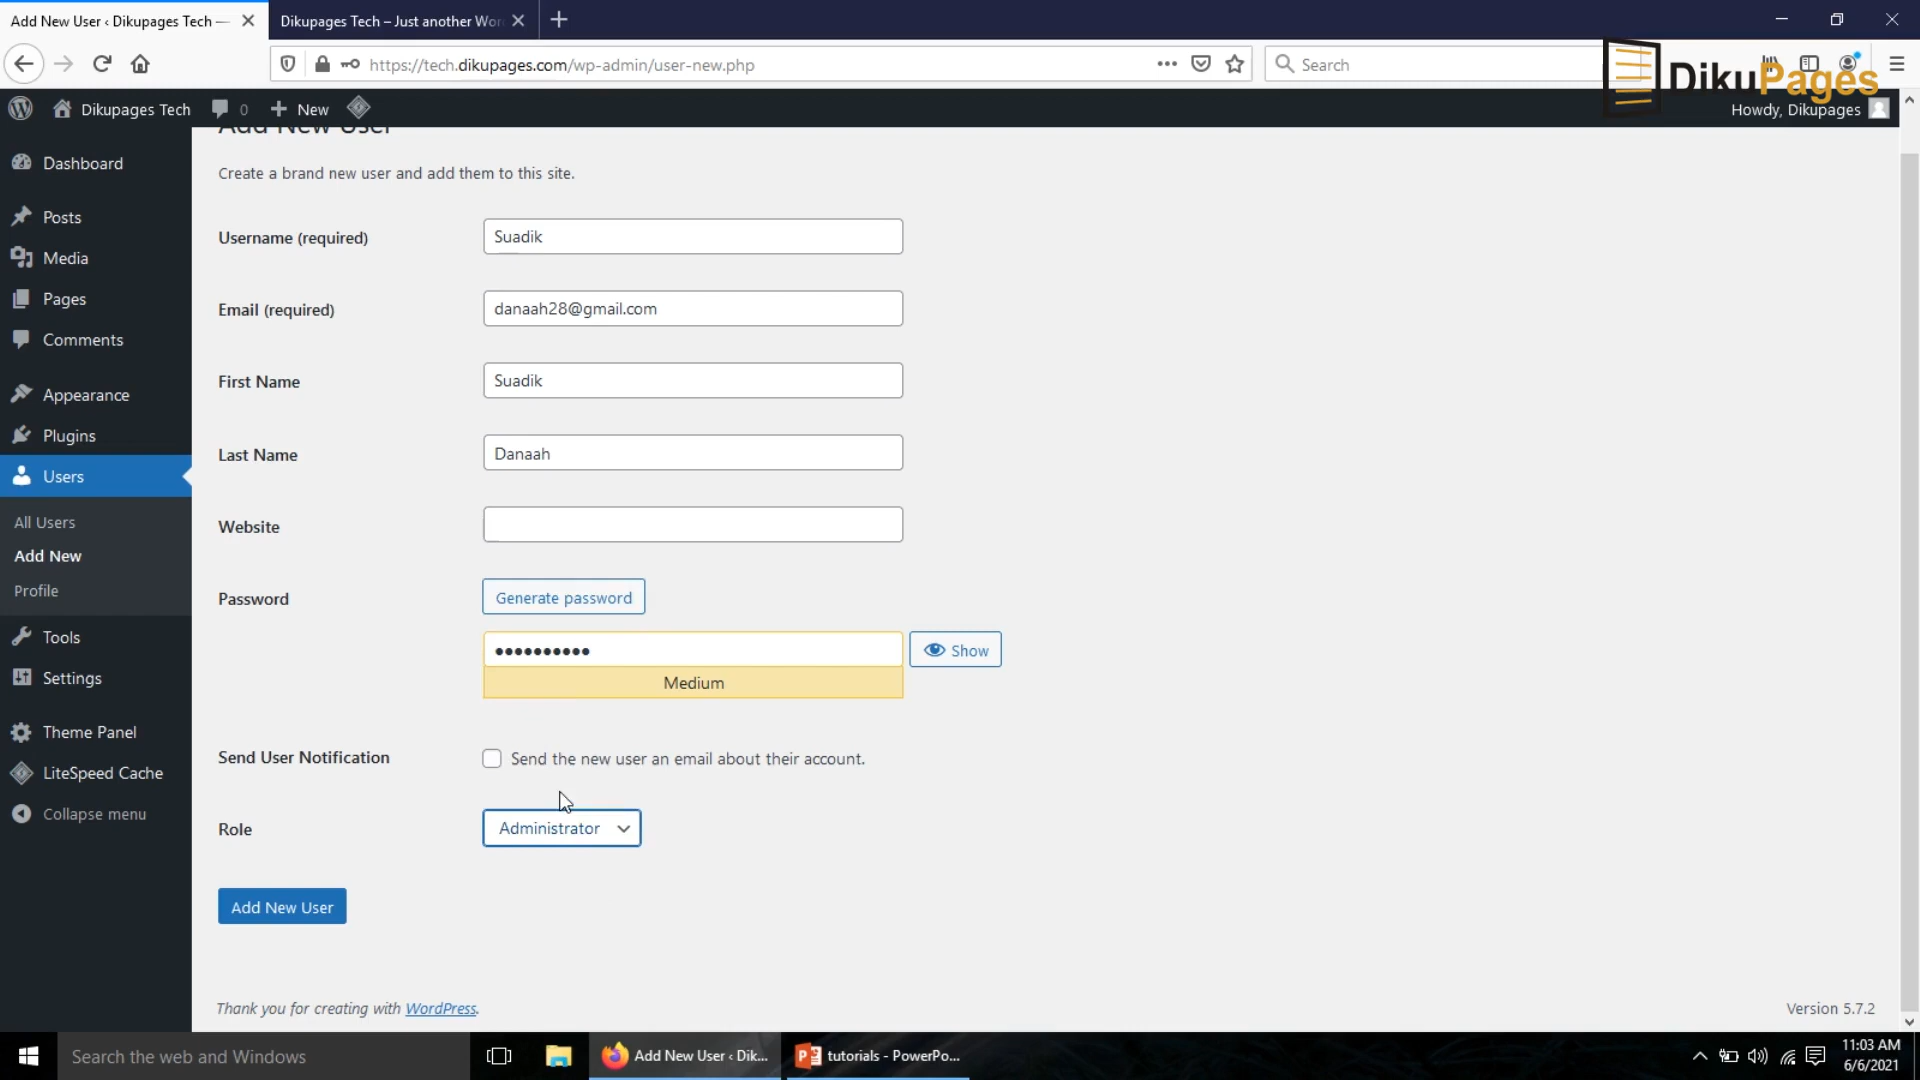 Add New User ‹ Dikupages Tech —
Dikupages Tech – Just another Wor
https://tech.dikupages.com/wp-admin/user-new.php
Search
DikuPages
Dikupages Tech
0
New
Howdy, Dikupages
Add New User
Create a brand new user and add them to this site.
Dashboard
Posts
Media
Pages
Comments
Appearance
Plugins
Users
All Users
Add New
Profile
Tools
Settings
Theme Panel
LiteSpeed Cache
Collapse menu
Username (required)
Suadik
Email (required)
danaah28@gmail.com
First Name
Suadik
Last Name
Danaah
Website
Password
Generate password
••••••••••
Show
Medium
Send User Notification
Send the new user an email about their account.
Role
Administrator
Add New User
Thank you for creating with WordPress.
Version 5.7.2
Search the web and Windows
Add New User ‹ Dik...
tutorials - PowerPo...
11:03 AM
6/6/2021